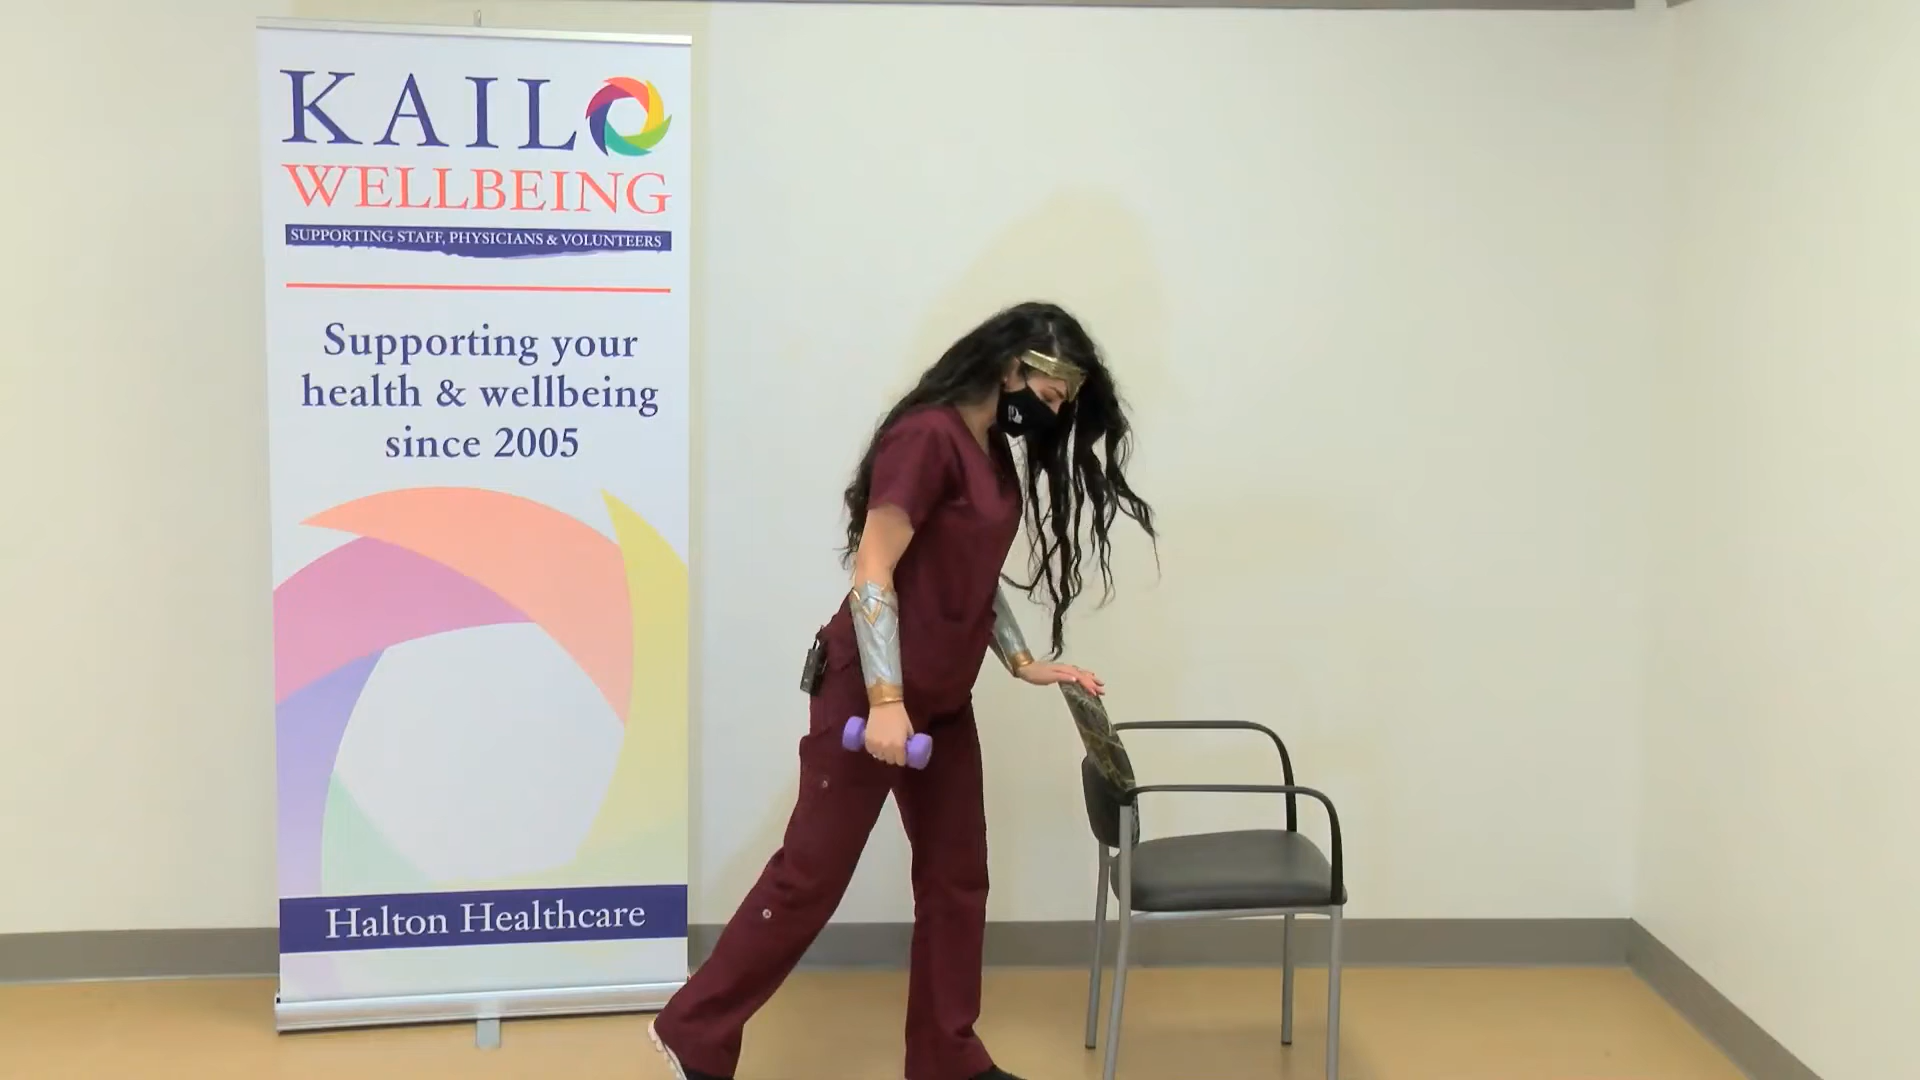 KAILO
WELLBEING
SUPPORTING STAFF, PHYSICIANS & VOLUNTEERS
Supporting your
health & wellbeing
since 2005
Halton Healthcare